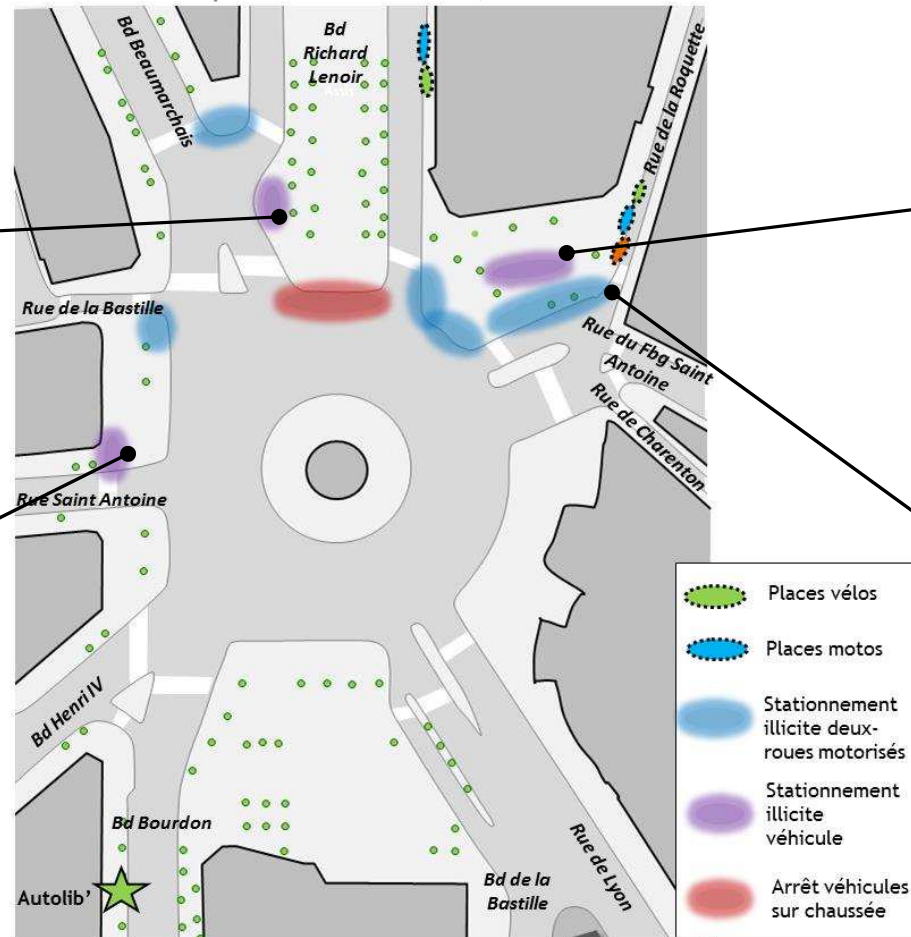 Bd
Richard
Lenoir
Bd Beaumarchais
Rue de la Roquette
Rue de la Bastille
Rue du Fbg Saint
Antoine
Rue de Charenton
Rue Saint Antoine
Bd Henri IV
Bd Bourdon
Autolib’
Bd de la
Bastille
Rue de Lyon
Places vélos
Places motos
Stationnement
illicite deux-
roues motorisés
Stationnement
illicite
véhicule
Arrêt véhicules
sur chaussée